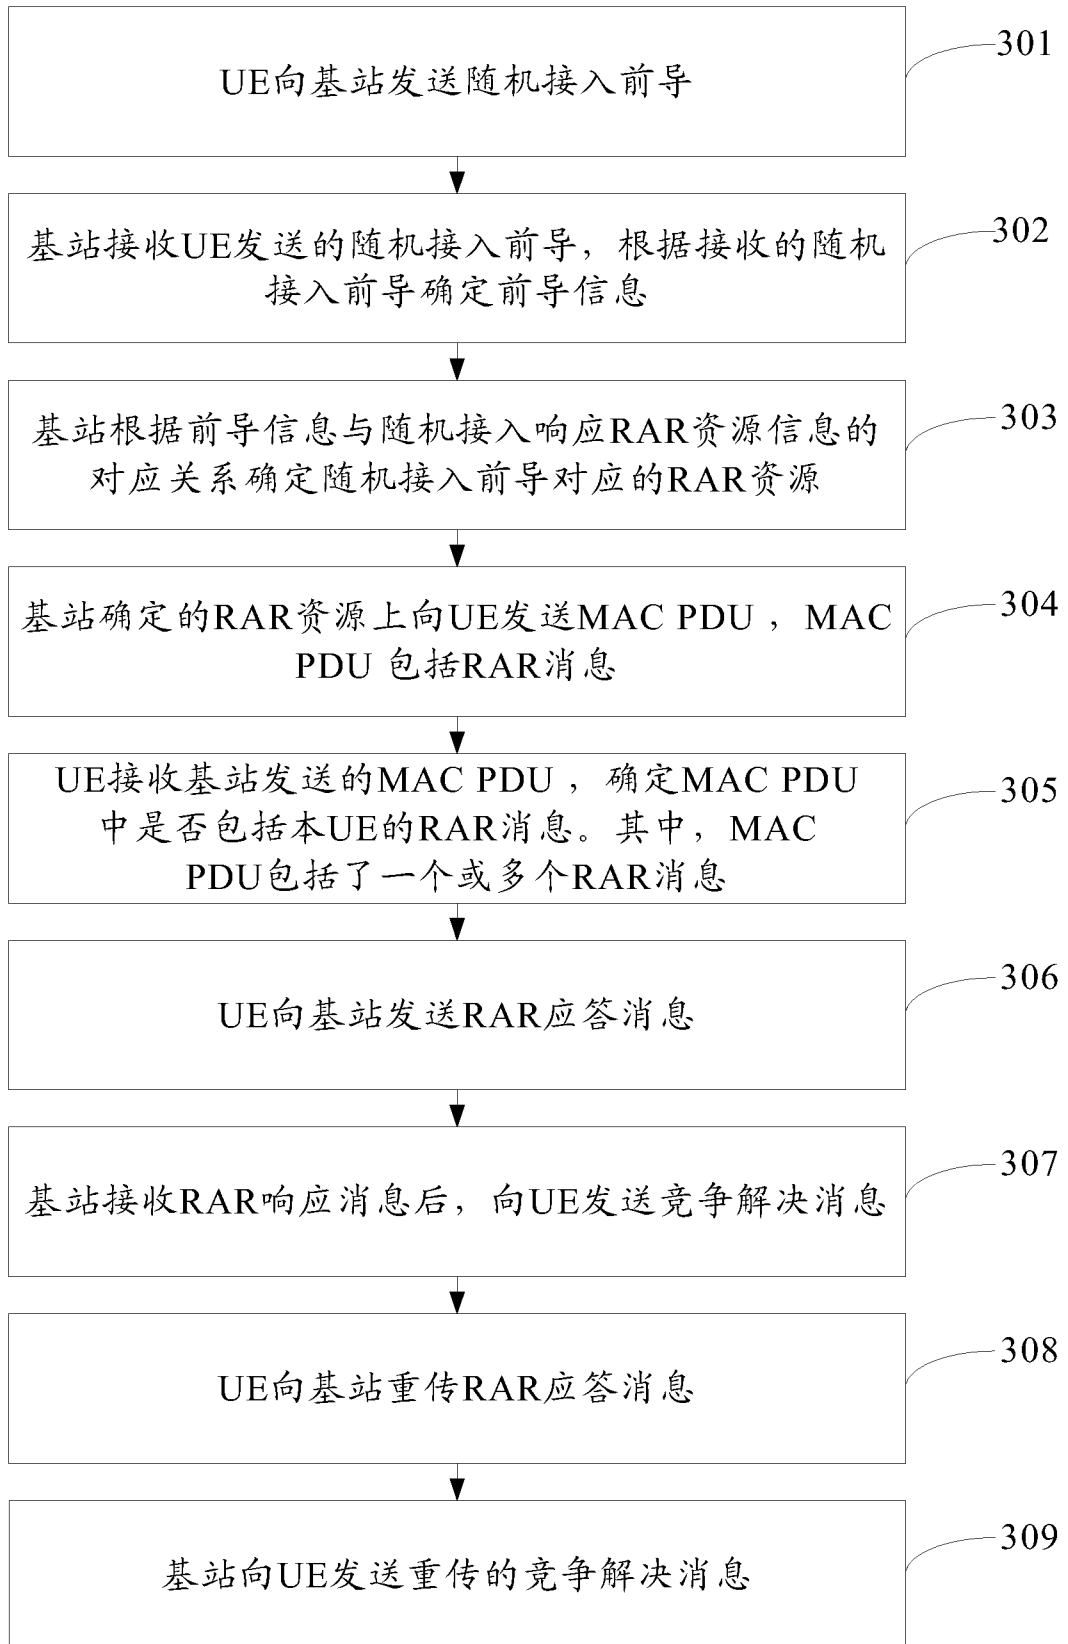 UE向基站发送随机接入前导
301
基站接收UE发送的随机接入前导，根据接收的随机
接入前导确定前导信息
302
基站根据前导信息与随机接入响应RAR资源信息的
对应关系确定随机接入前导对应的RAR资源
303
基站确定的RAR资源上向UE发送MAC PDU ，MAC
PDU 包括RAR消息
304
UE接收基站发送的MAC PDU ，确定MAC PDU
中是否包括本UE的RAR消息。其中，MAC
PDU包括了一个或多个RAR消息
305
UE向基站发送RAR应答消息
306
基站接收RAR响应消息后，向UE发送竞争解决消息
307
UE向基站重传RAR应答消息
308
基站向UE发送重传的竞争解决消息
309